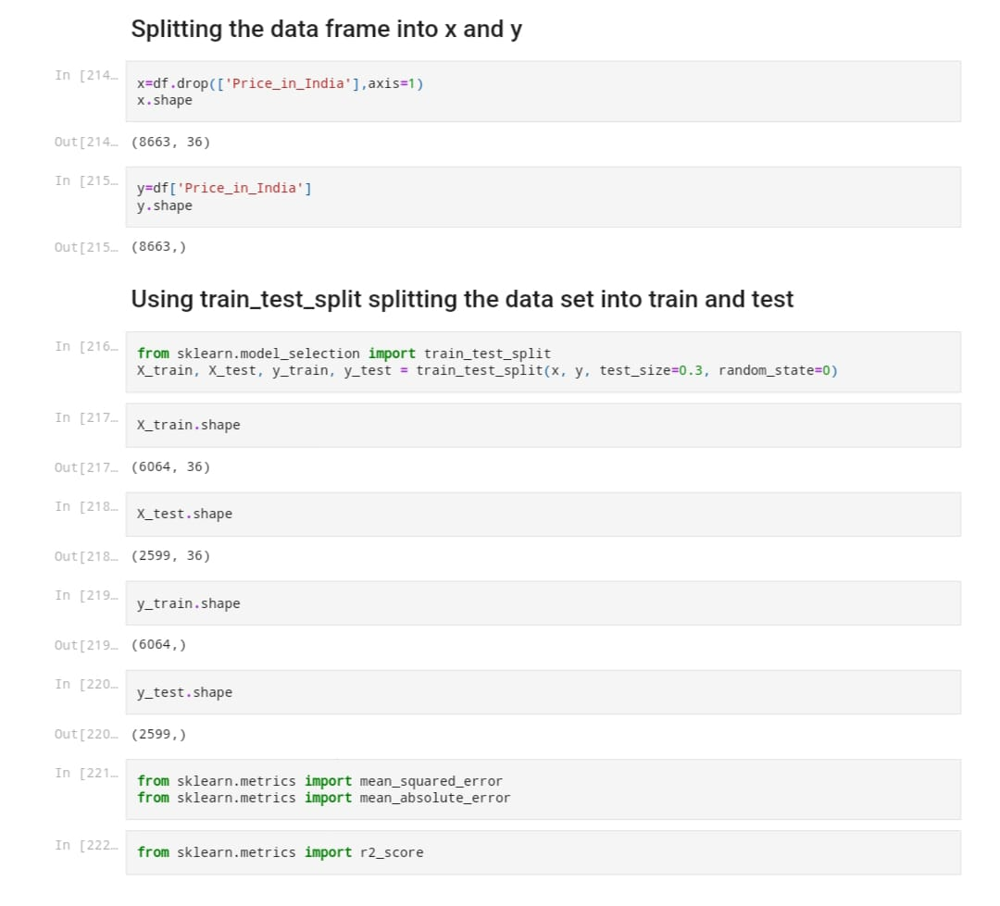 Splitting the data frame into x and y
In [214…
x=df.drop(['Price_in_India'],axis=1)
x.shape
Out[214… (8663, 36)
In [215…
y=df['Price_in_India']
y.shape
Out[215… (8663,)
Using train_test_split splitting the data set into train and test
In [216…
from sklearn.model_selection import train_test_split
X_train, X_test, y_train, y_test = train_test_split(x, y, test_size=0.3, random_state=0)
In [217…
X_train.shape
Out[217… (6064, 36)
In [218…
X_test.shape
Out[218… (2599, 36)
In [219…
y_train.shape
Out[219… (6064,)
In [220…
y_test.shape
Out[220… (2599,)
In [221…
from sklearn.metrics import mean_squared_error
from sklearn.metrics import mean_absolute_error
In [222…
from sklearn.metrics import r2_score